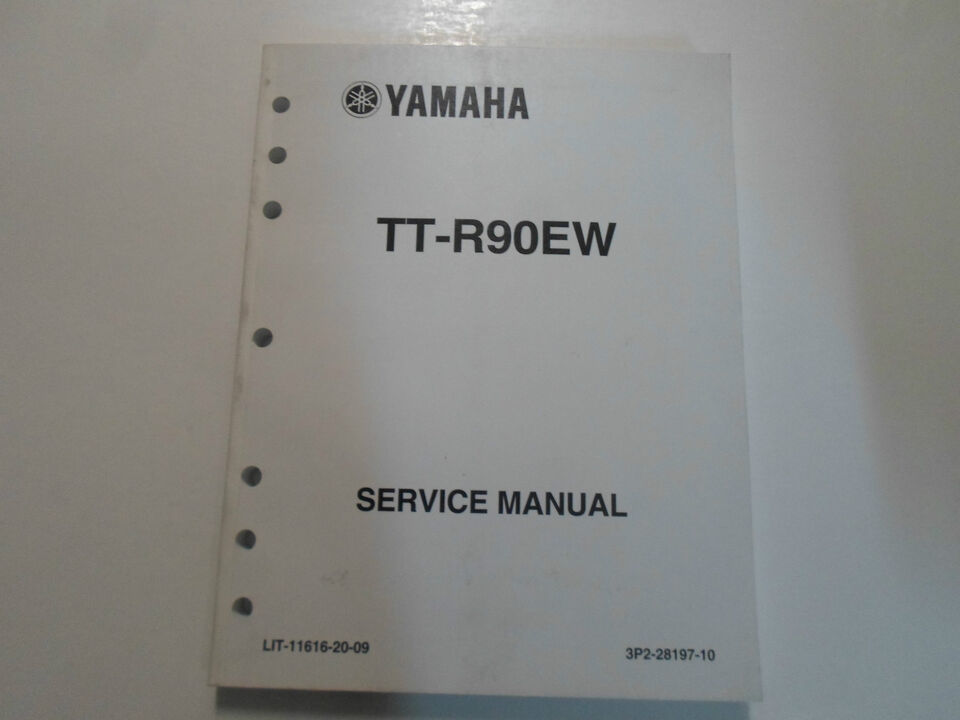 YAMAHA
TT-R90EW
SERVICE MANUAL
LIT-11616-20-09
3P2-28197-10